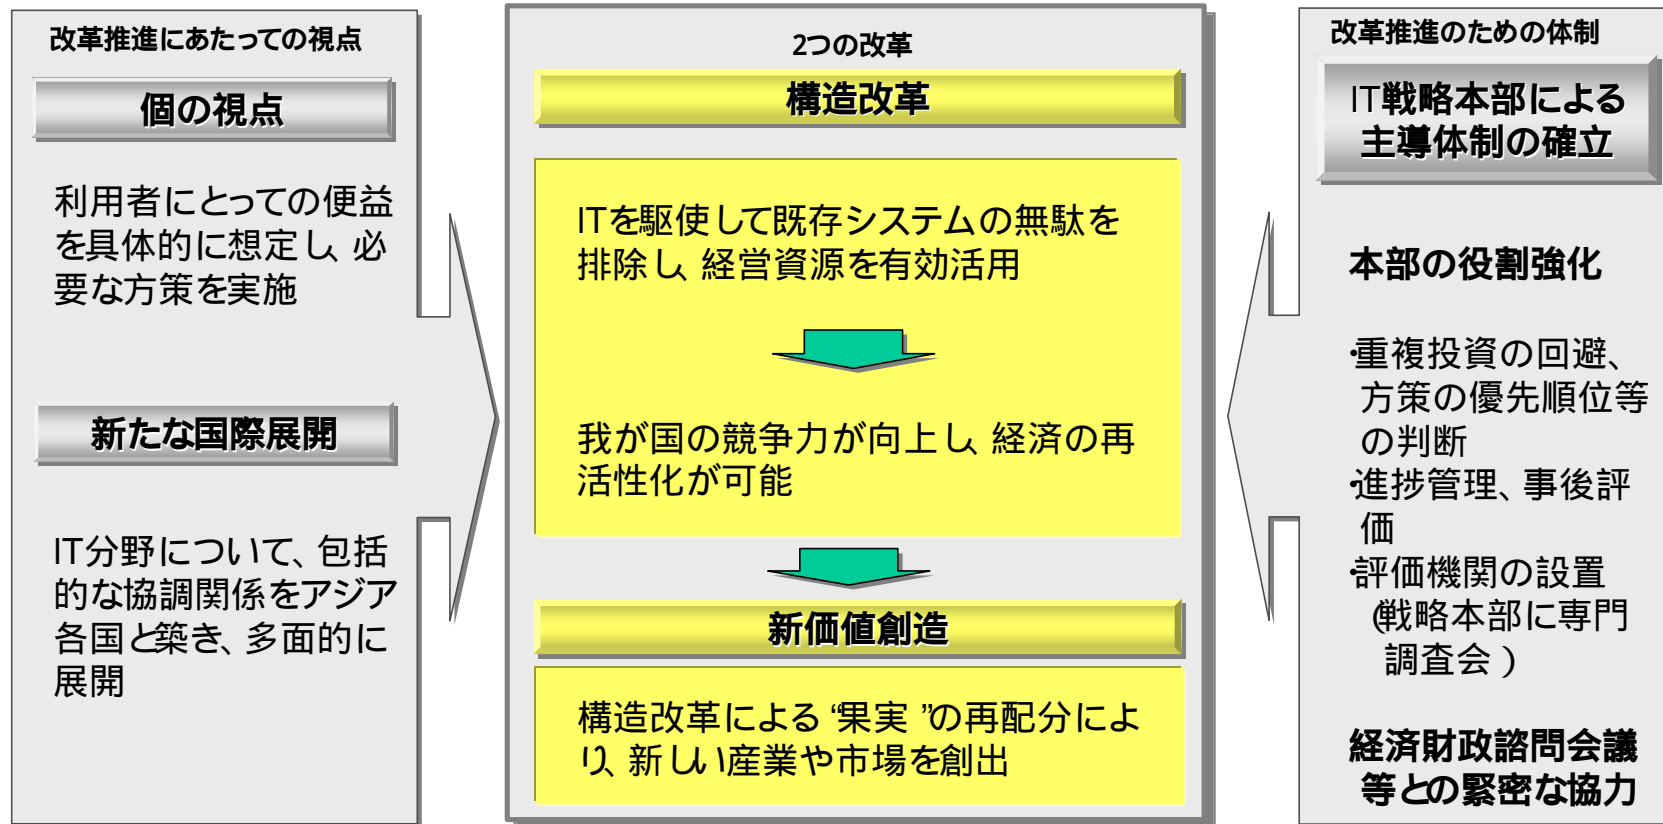 改革推進にあたっての視点
個の視点
利用者にとっての便益
を具体的に想定し、必
要な方策を実施
新たな国際展開
IT分野について、包括
的な協調関係をアジア
各国と築き、多面的に
展開
2つの改革
構造改革
ITを駆使して既存システムの無駄を
排除し、経営資源を有効活用
我が国の競争力が向上し、経済の再
活性化が可能
新価値創造
構造改革による“果実”の再配分によ
り、新しい産業や市場を創出
改革推進のための体制
IT戦略本部による
主導体制の確立
本部の役割強化
・重複投資の回避、
方策の優先順位等
の判断
・進捗管理、事後評
価
・評価機関の設置
(戦略本部に専門
調査会)
経済財政諮問会議
等との緊密な協力